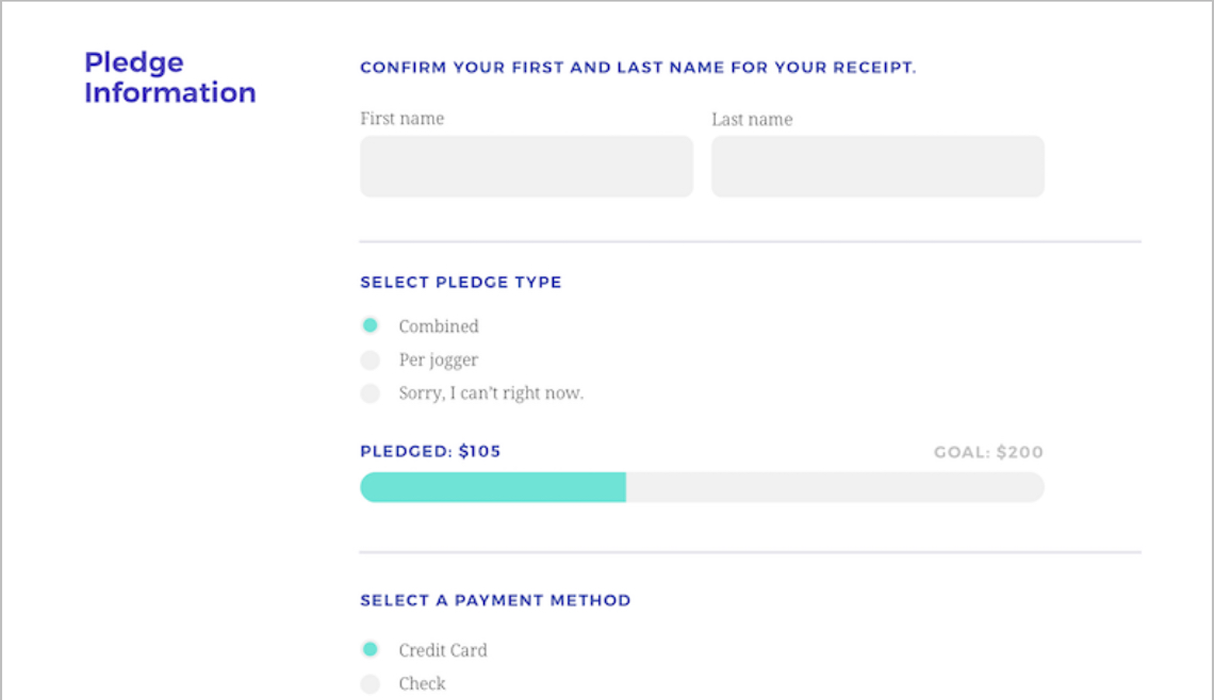 Pledge
Information
CONFIRM YOUR FIRST AND LAST NAME FOR YOUR RECEIPT.
First name
Last name
SELECT PLEDGE TYPE
Combined
Per jogger
Sorry, I can't right now.
PLEDGED: $105
GOAL: $200
SELECT A PAYMENT METHOD
Credit Card
Check